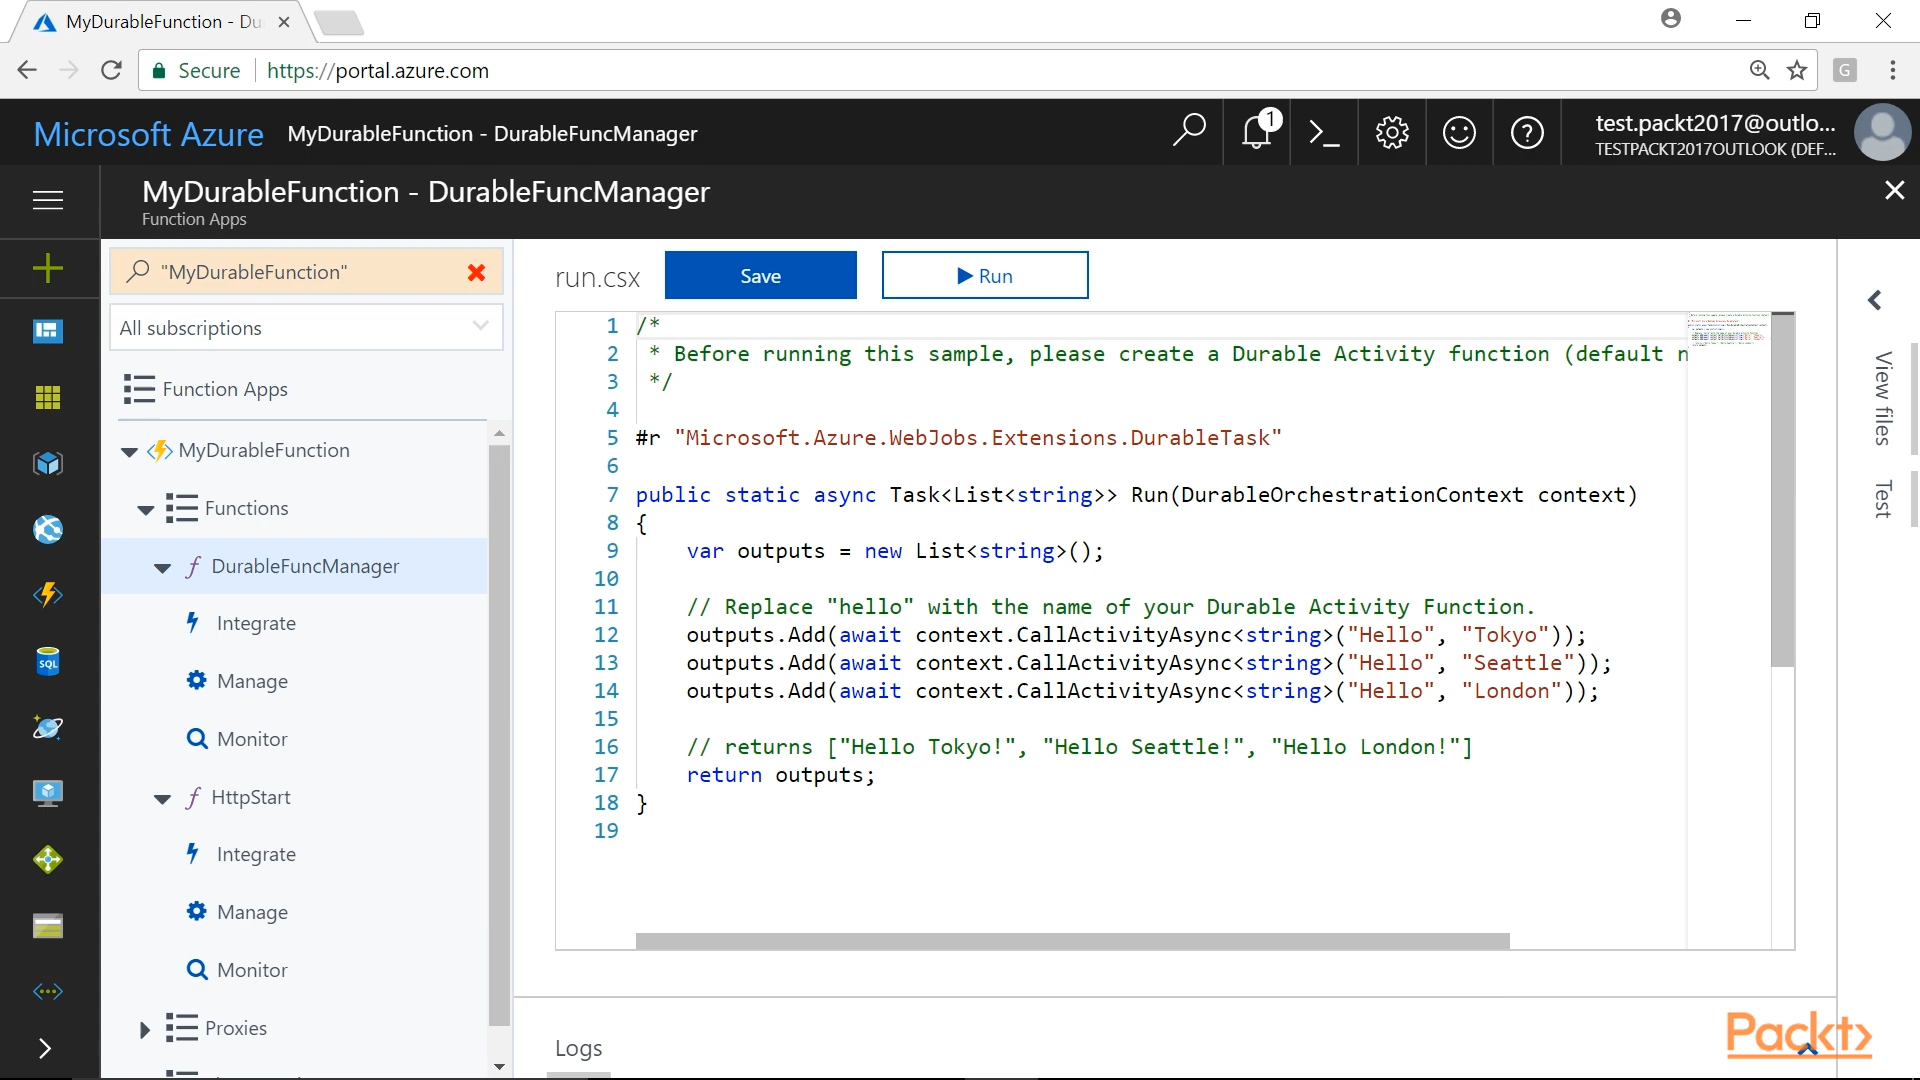 MyDurableFunction - Du
Secure
https://portal.azure.com
G
Microsoft Azure
MyDurableFunction - DurableFuncManager
1
test.packt2017@outlo...
TESTPACKT2017OUTLOOK (DEF...
MyDurableFunction - DurableFuncManager
Function Apps
"MyDurableFunction"
All subscriptions
Function Apps
MyDurableFunction
Functions
DurableFuncManager
Integrate
Manage
Monitor
HttpStart
Integrate
Manage
Monitor
Proxies
SQL
run.csx
Save
Run
1 /*
2 * Before running this sample, please create a Durable Activity function (default n
3 */
4
5 #r "Microsoft.Azure.WebJobs.Extensions.DurableTask"
6
7 public static async Task<List<string>> Run(DurableOrchestrationContext context)
8 {
9 var outputs = new List<string>();
10
11 // Replace "hello" with the name of your Durable Activity Function.
12 outputs.Add(await context.CallActivityAsync<string>("Hello", "Tokyo"));
13 outputs.Add(await context.CallActivityAsync<string>("Hello", "Seattle"));
14 outputs.Add(await context.CallActivityAsync<string>("Hello", "London"));
15
16 // returns ["Hello Tokyo!", "Hello Seattle!", "Hello London!"]
17 return outputs;
18 }
19
View files
Test
Logs
Packt>